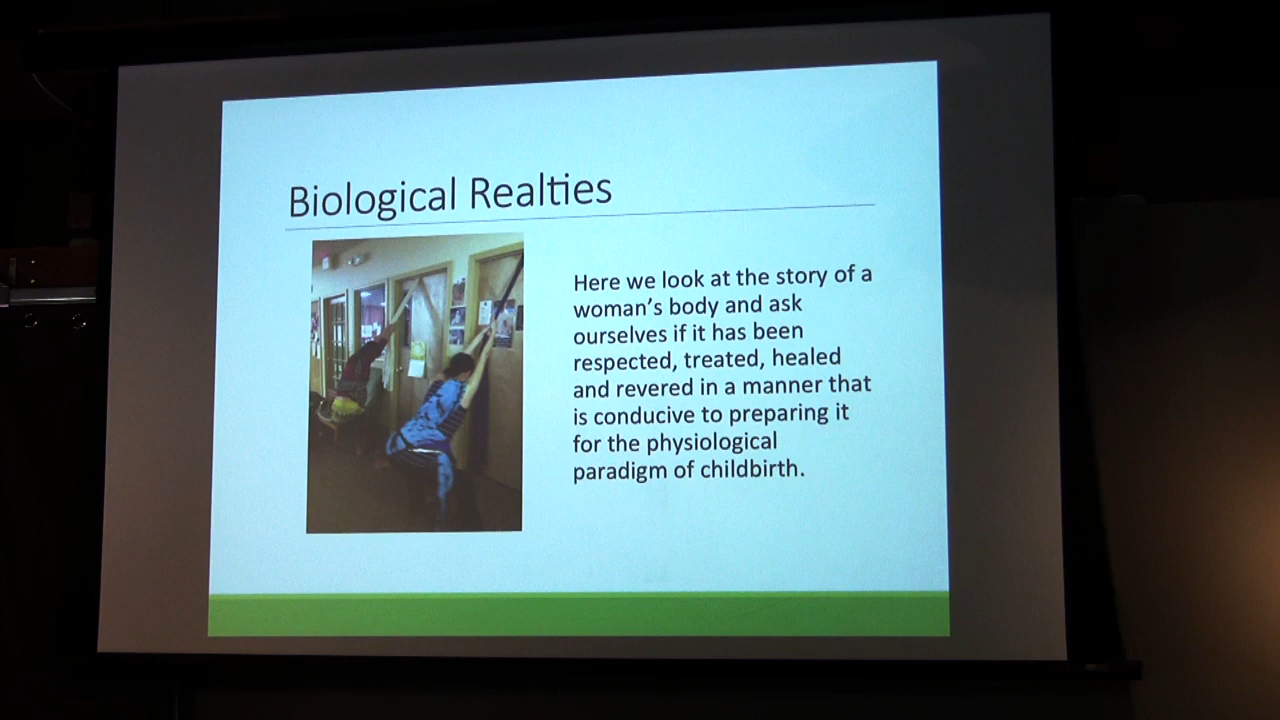 Biological Realties
Here we look at the story of a
woman's body and ask
ourselves if it has been
respected, treated, healed
and revered in a manner that
is conducive to preparing it
for the physiological
paradigm of childbirth.